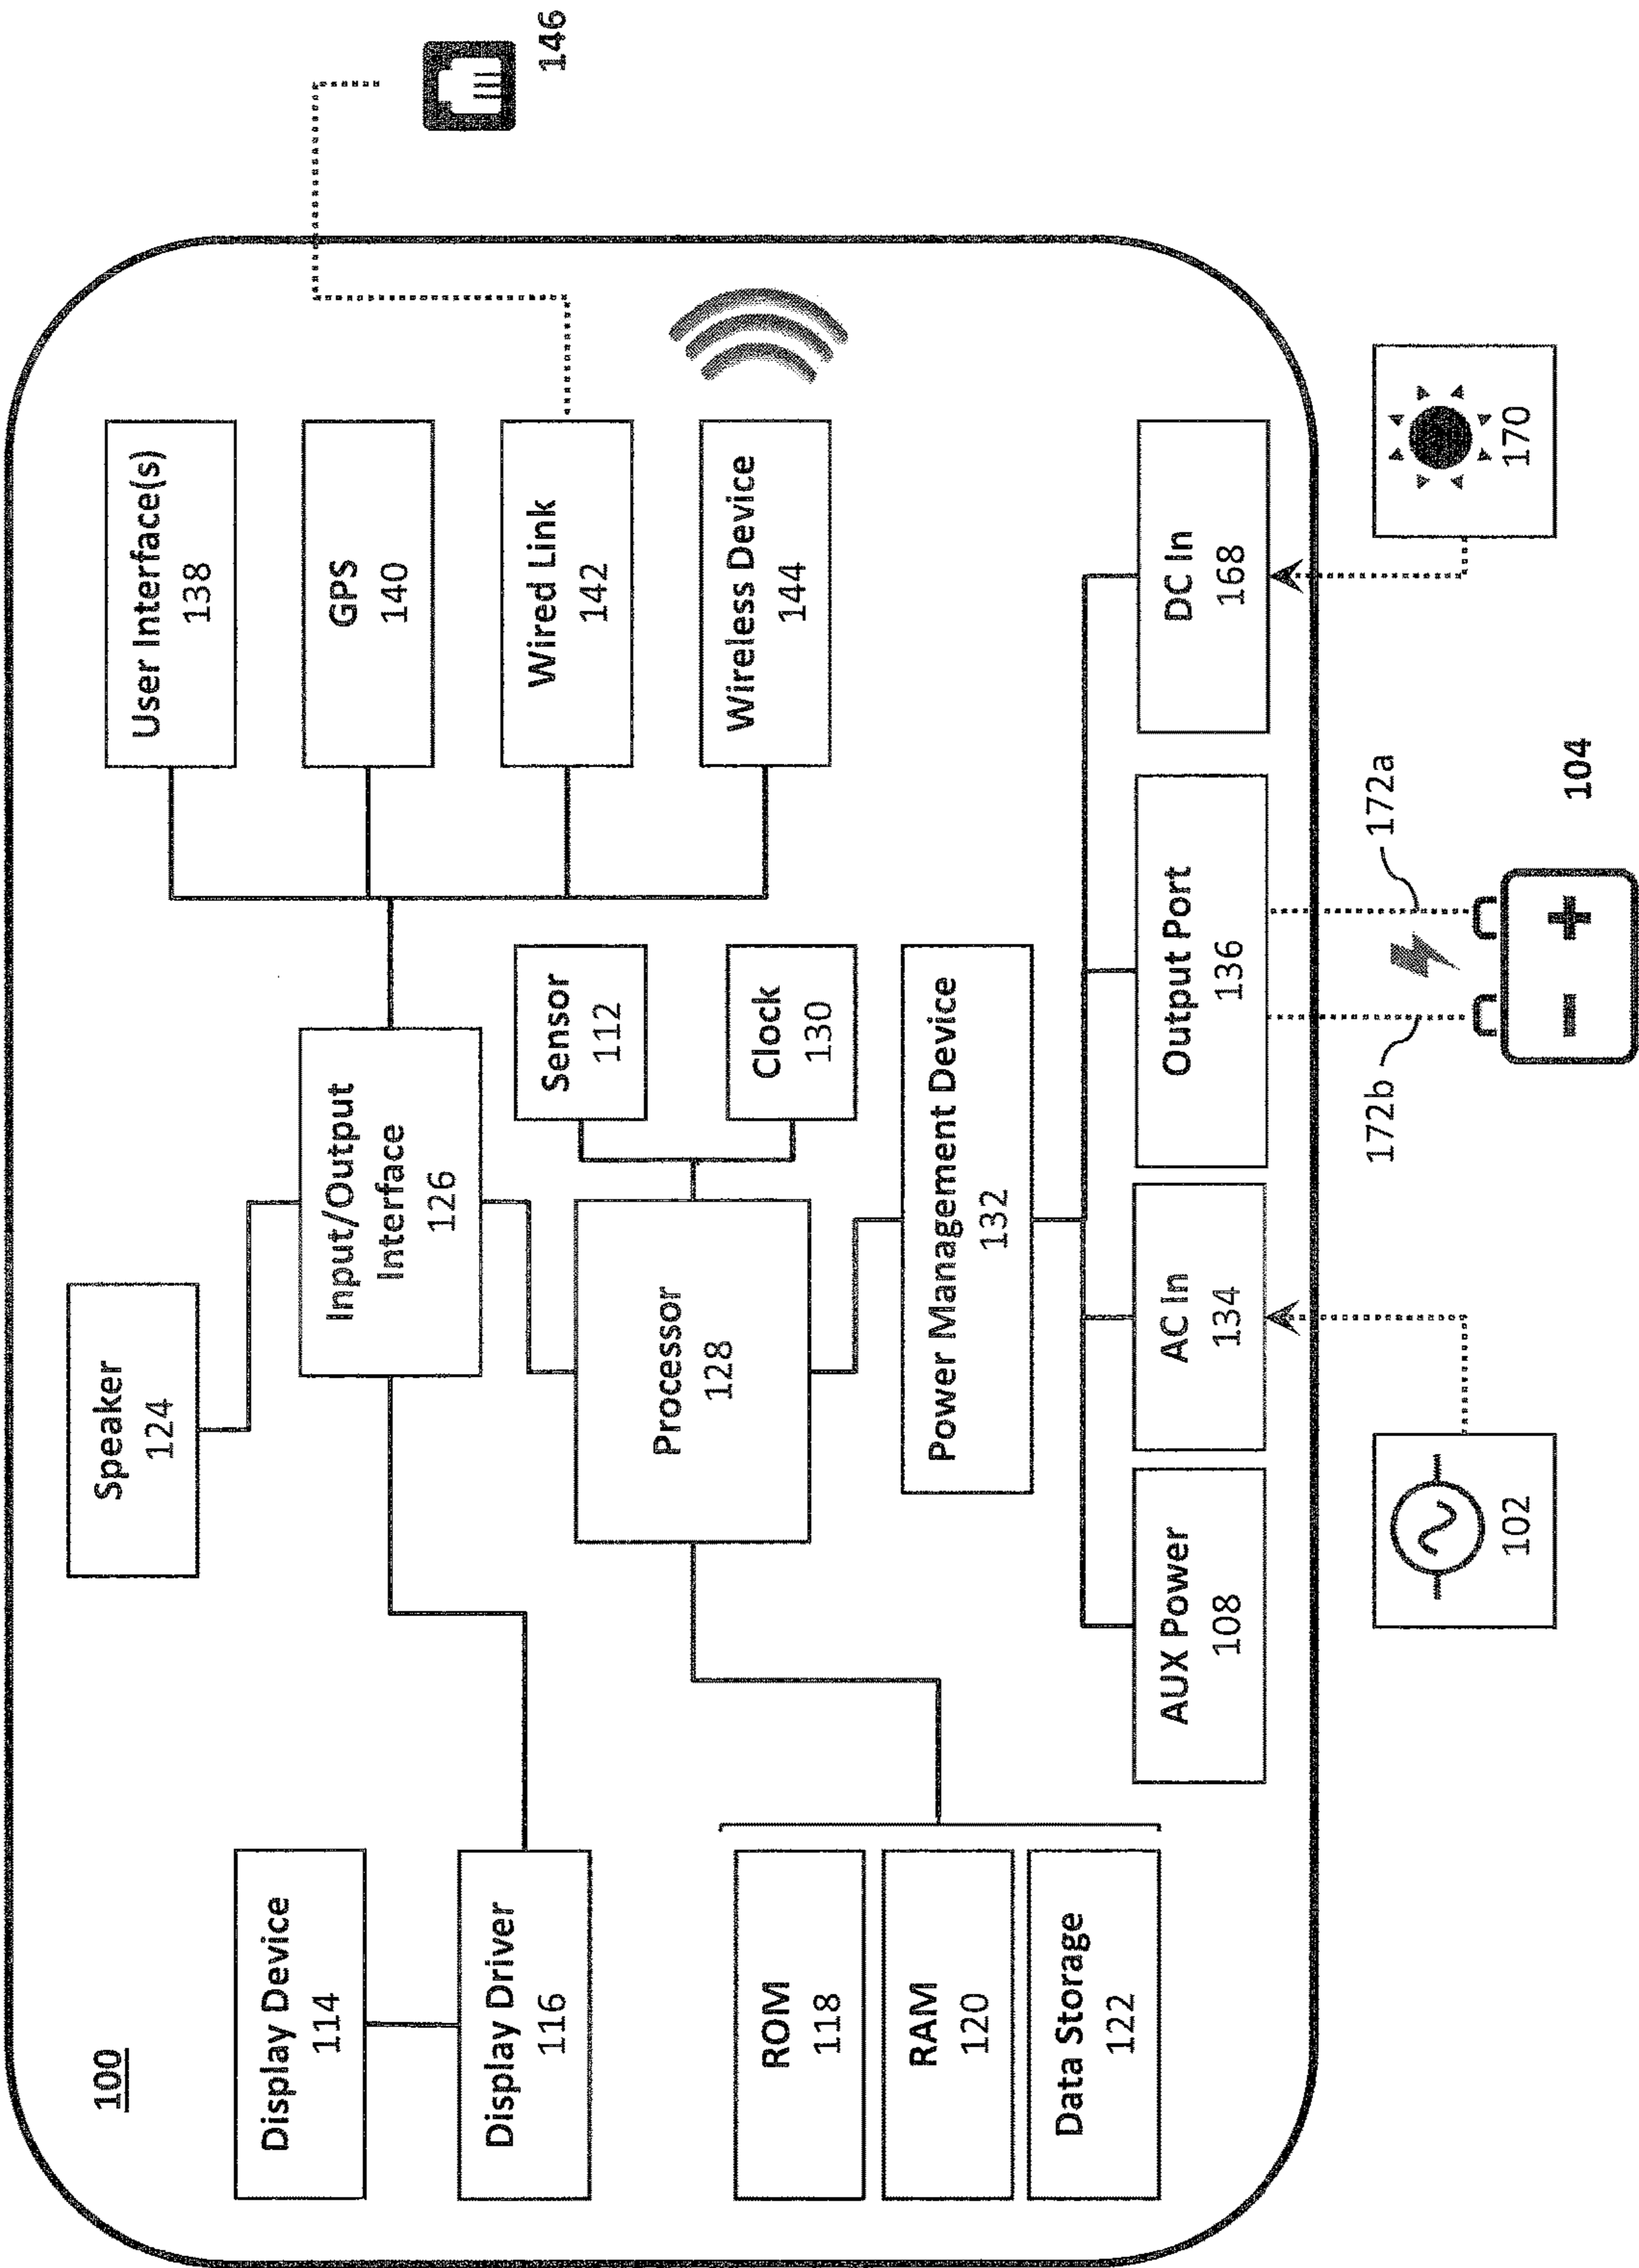 100
Speaker
124
User Interface(s)
138
Display Device
114
GPS
140
Input/Output
Interface
126
146
Display Driver
116
Wired Link
142
Sensor
112
Processor
128
Wireless Device
144
Clock
130
ROM
118
RAM
120
Data Storage
122
Power Management Device
132
AUX Power
108
AC In
134
Output Port
136
DC In
168
102
172b
172a
170
− +
104